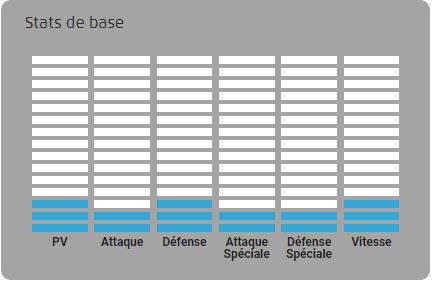 Stats de base
PV
Attaque
Défense
Attaque
Spéciale
Défense
Spéciale
Vitesse